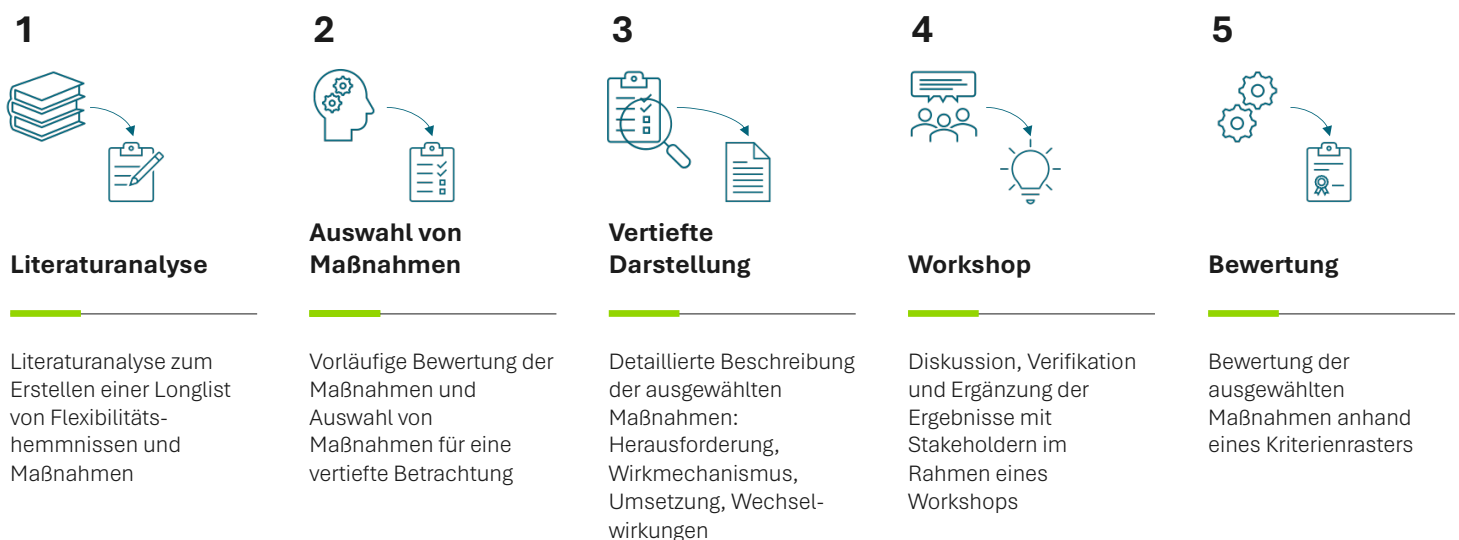 1
Literaturanalyse
Literaturanalyse zum
Erstellen einer Longlist
von Flexibilitäts-
hemmnissen und
Maßnahmen
2
Auswahl von
Maßnahmen
Vorläufige Bewertung der
Maßnahmen und
Auswahl von
Maßnahmen für eine
vertiefte Betrachtung
3
Vertiefte
Darstellung
Detaillierte Beschreibung
der ausgewählten
Maßnahmen:
Herausforderung,
Wirkmechanismus,
Umsetzung, Wechsel-
wirkungen
4
Workshop
Diskussion, Verifikation
und Ergänzung der
Ergebnisse mit
Stakeholdern im
Rahmen eines
Workshops
5
Bewertung
Bewertung der
ausgewählten
Maßnahmen anhand
eines Kriterienrasters